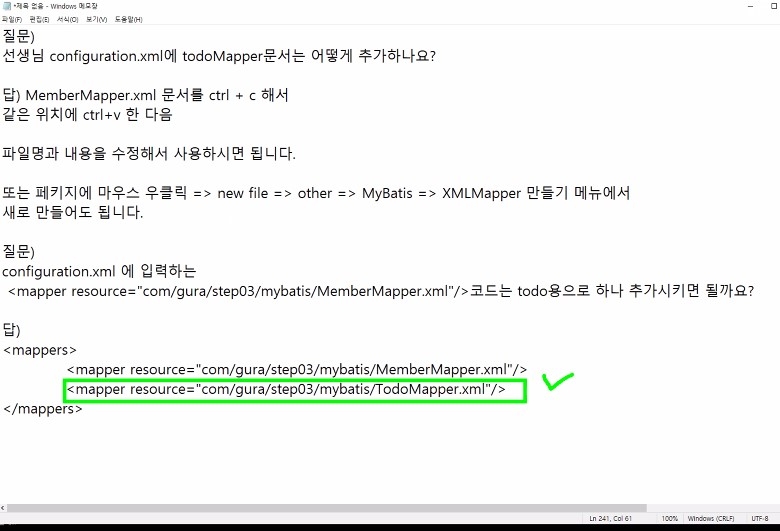 *제목 없음 - Windows 메모장
파일(F) 편집(E) 서식(O) 보기(V) 도움말(H)
질문)
선생님 configuration.xml에 todoMapper문서는 어떻게 추가하나요?
답) MemberMapper.xml 문서를 ctrl + c 해서
같은 위치에 ctrl+v 한 다음
파일명과 내용을 수정해서 사용하시면 됩니다.
또는 페키지에 마우스 우클릭 => new file => other => MyBatis => XMLMapper 만들기 메뉴에서
새로 만들어도 됩니다.
질문)
configuration.xml 에 입력하는
<mapper resource="com/gura/step03/mybatis/MemberMapper.xml"/>코드는 todo용으로 하나 추가시키면 될까요?
답)
<mappers>
<mapper resource="com/gura/step03/mybatis/MemberMapper.xml"/>
<mapper resource="com/gura/step03/mybatis/TodoMapper.xml"/>
</mappers>
Ln 241, Col 61 100% Windows (CRLF) UTF-8